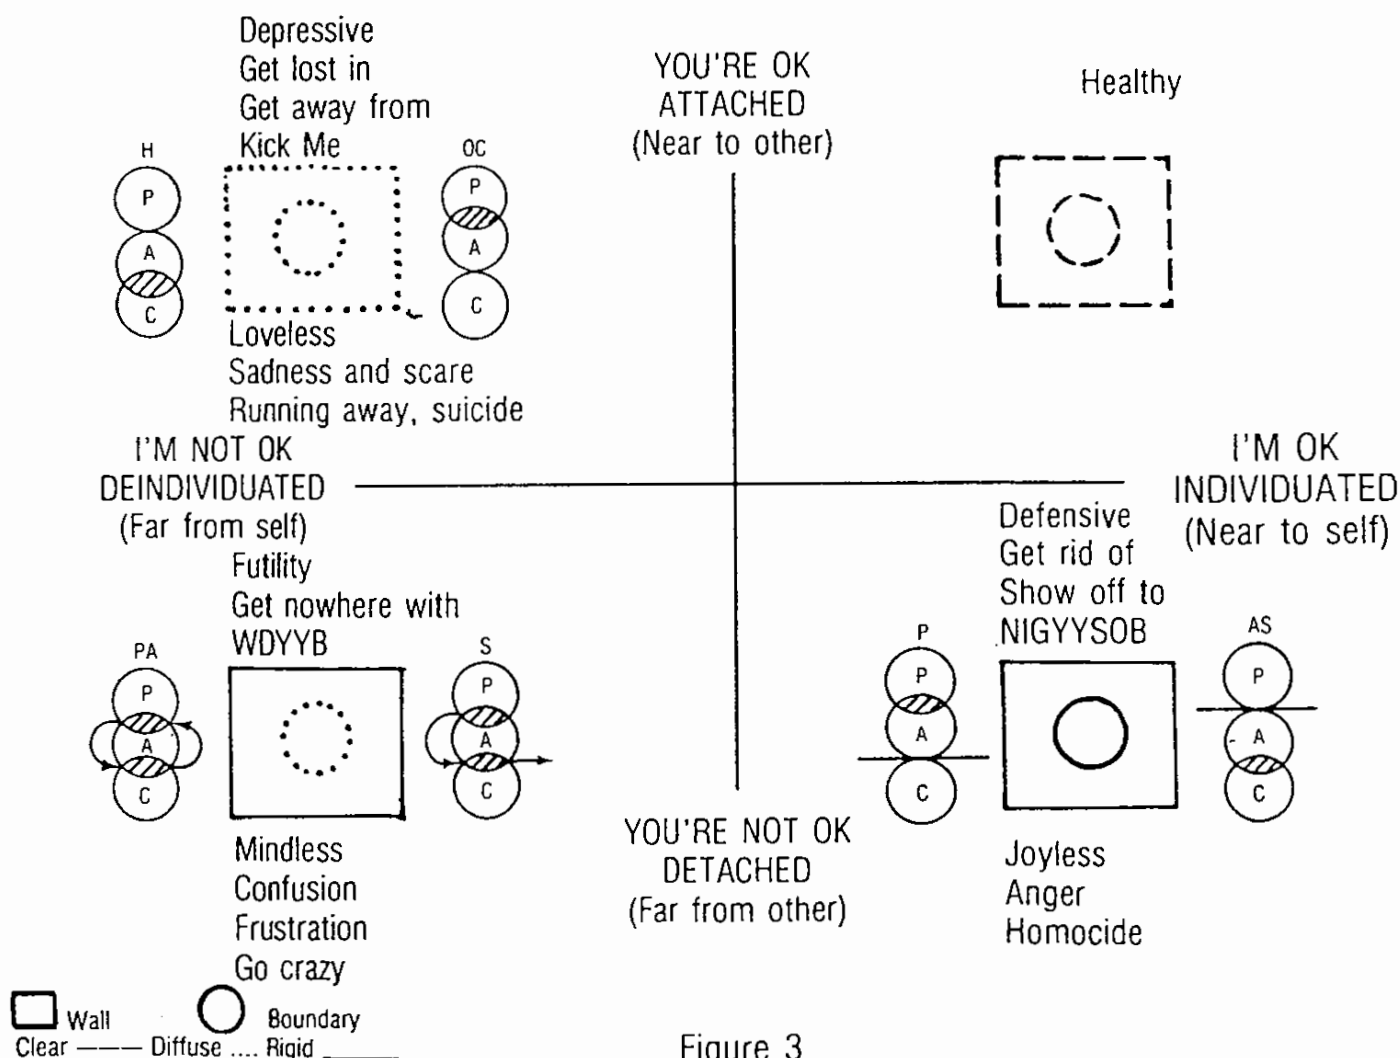 Depressive
Get lost in
Get away from
Kick Me
H
P
A
C
OC
P
A
C
Loveless
Sadness and scare
Running away, suicide
YOU'RE OK
ATTACHED
(Near to other)
Healthy
I'M NOT OK
DEINDIVIDUATED
(Far from self)
I'M OK
INDIVIDUATED
(Near to self)
Futility
Get nowhere with
WDYYB
PA
P
A
C
S
P
A
C
Mindless
Confusion
Frustration
Go crazy
YOU'RE NOT OK
DETACHED
(Far from other)
Defensive
Get rid of
Show off to
NIGYYSOB
P
P
A
C
AS
P
A
C
Joyless
Anger
Homocide
Wall Boundary
Clear ——— Diffuse .... Rigid ______
Figure 3